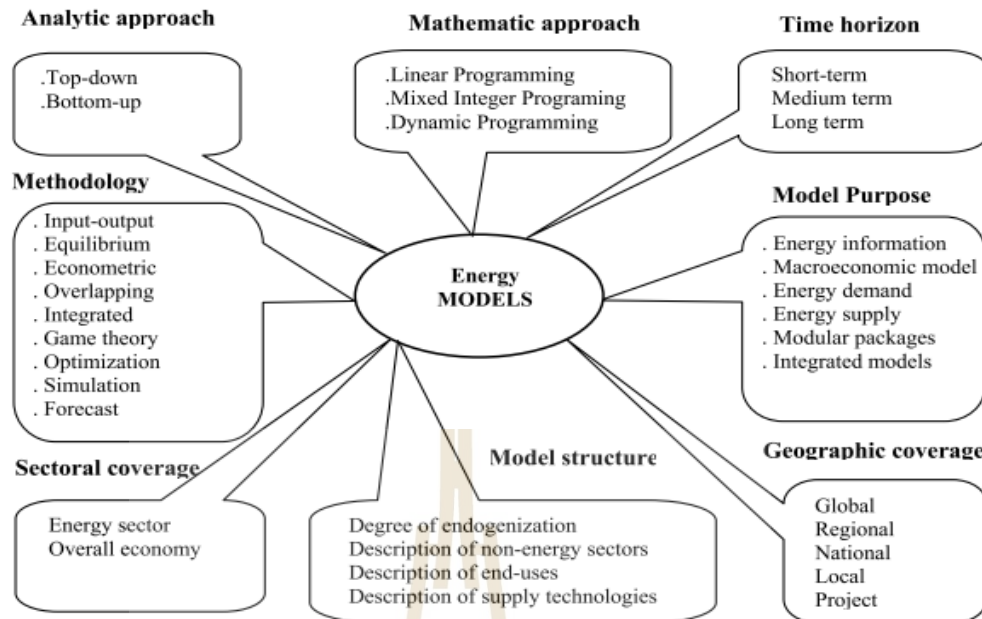 Analytic approach
.Top-down
.Bottom-up
Mathematic approach
.Linear Programming
.Mixed Integer Programing
.Dynamic Programming
Time horizon
Short-term
Medium term
Long term
Methodology
. Input-output
. Equilibrium
. Econometric
. Overlapping
. Integrated
. Game theory
. Optimization
. Simulation
. Forecast
Energy
MODELS
Model Purpose
. Energy information
. Macroeconomic model
. Energy demand
. Energy supply
. Modular packages
. Integrated models
Sectoral coverage
Energy sector
Overall economy
Model structure
Degree of endogenization
Description of non-energy sectors
Description of end-uses
Description of supply technologies
Geographic coverage
Global
Regional
National
Local
Project